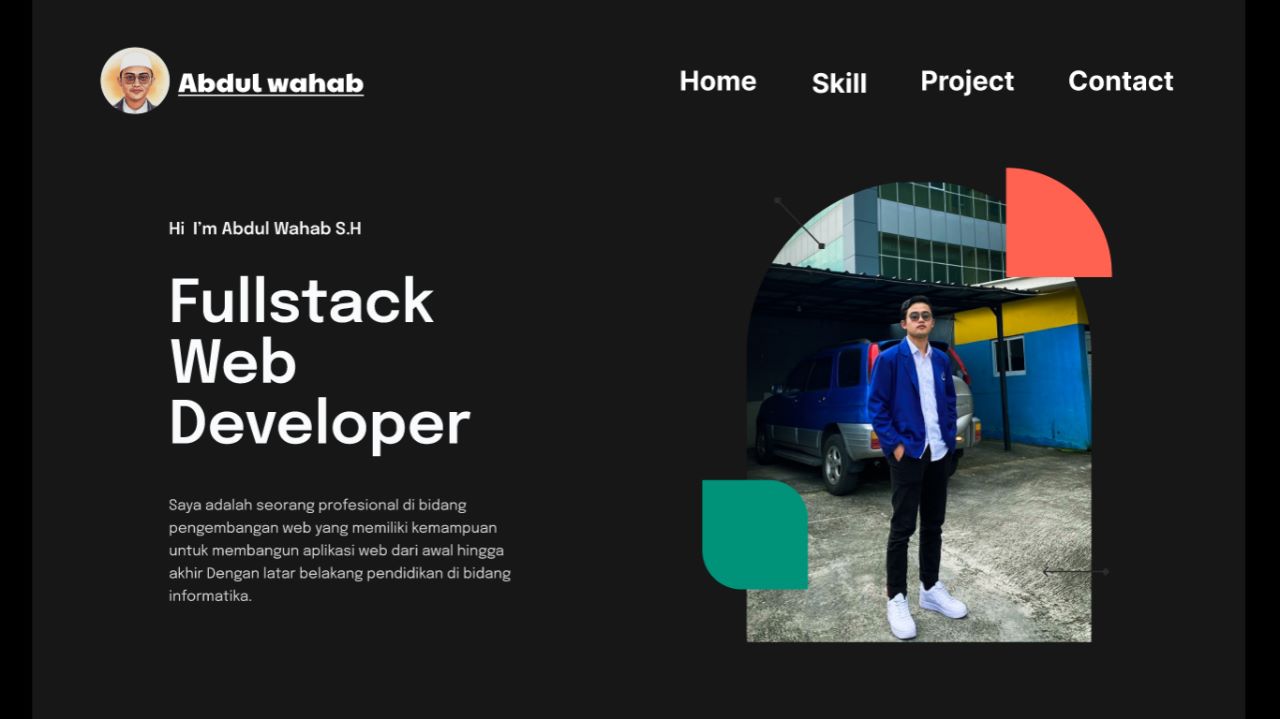 Abdul wahab
Home Skill Project Contact
Hi I’m Abdul Wahab S.H
Fullstack
Web
Developer
Saya adalah seorang profesional di bidang
pengembangan web yang memiliki kemampuan
untuk membangun aplikasi web dari awal hingga
akhir Dengan latar belakang pendidikan di bidang
informatika.